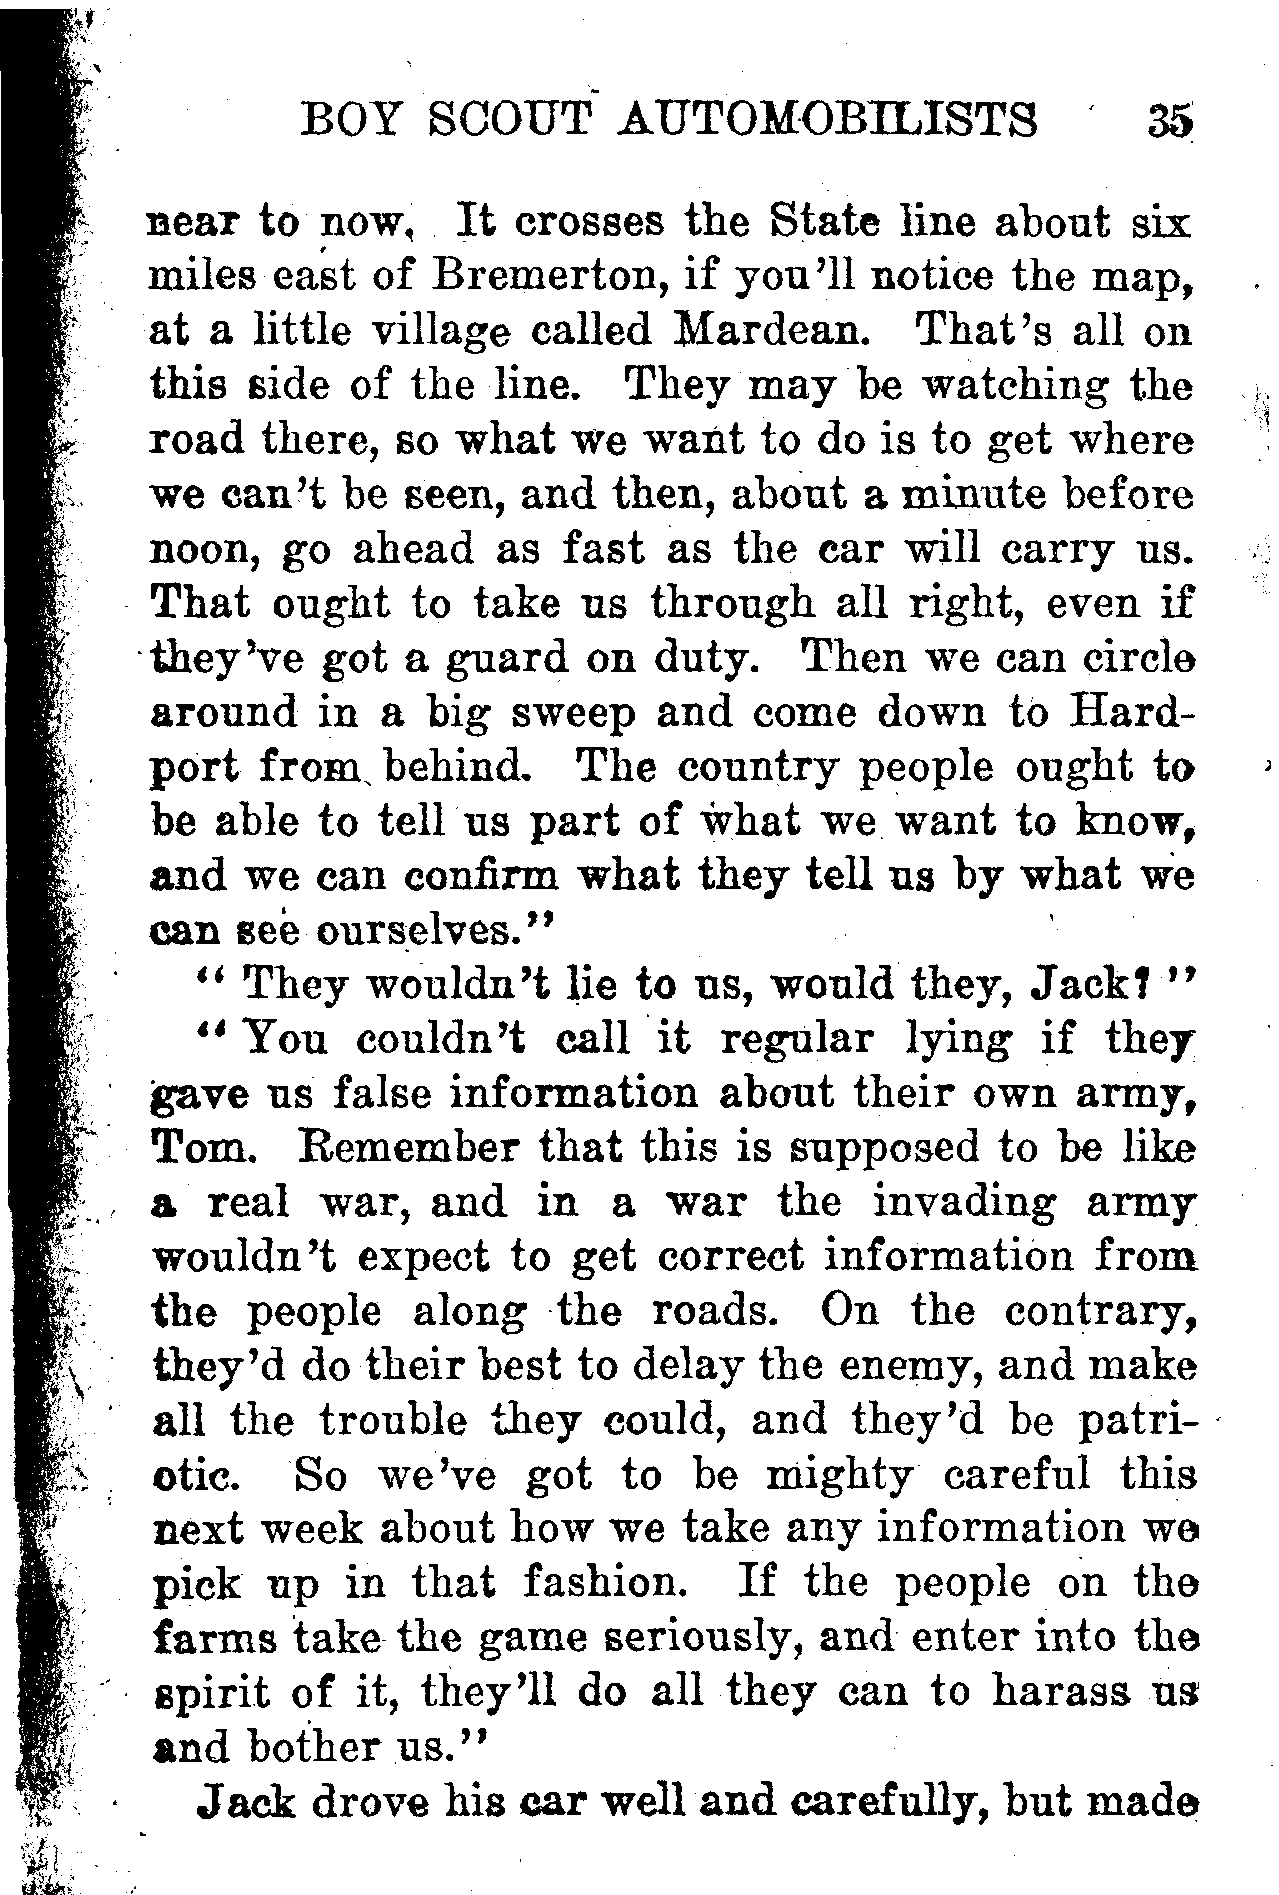 BOY SCOUT AUTOMOBILISTS 35
near to now. It crosses the State line about six
miles east of Bremerton, if you'll notice the map,
at a little village called Mardean. That's all on
this side of the line. They may be watching the
road there, so what we want to do is to get where
we can't be seen, and then, about a minute before
noon, go ahead as fast as the car will carry us.
That ought to take us through all right, even if
they've got a guard on duty. Then we can circle
around in a big sweep and come down to Hard-
port from behind. The country people ought to
be able to tell us part of what we want to know,
and we can confirm what they tell us by what we
can see ourselves."
"They wouldn't lie to us, would they, Jack?"
"You couldn't call it regular lying if they
gave us false information about their own army,
Tom. Remember that this is supposed to be like
a real war, and in a war the invading army
wouldn't expect to get correct information from
the people along the roads. On the contrary,
they'd do their best to delay the enemy, and make
all the trouble they could, and they'd be patri-
otic. So we've got to be mighty careful this
next week about how we take any information we
pick up in that fashion. If the people on the
farms take the game seriously, and enter into the
spirit of it, they'll do all they can to harass us
and bother us."
Jack drove his car well and carefully, but made